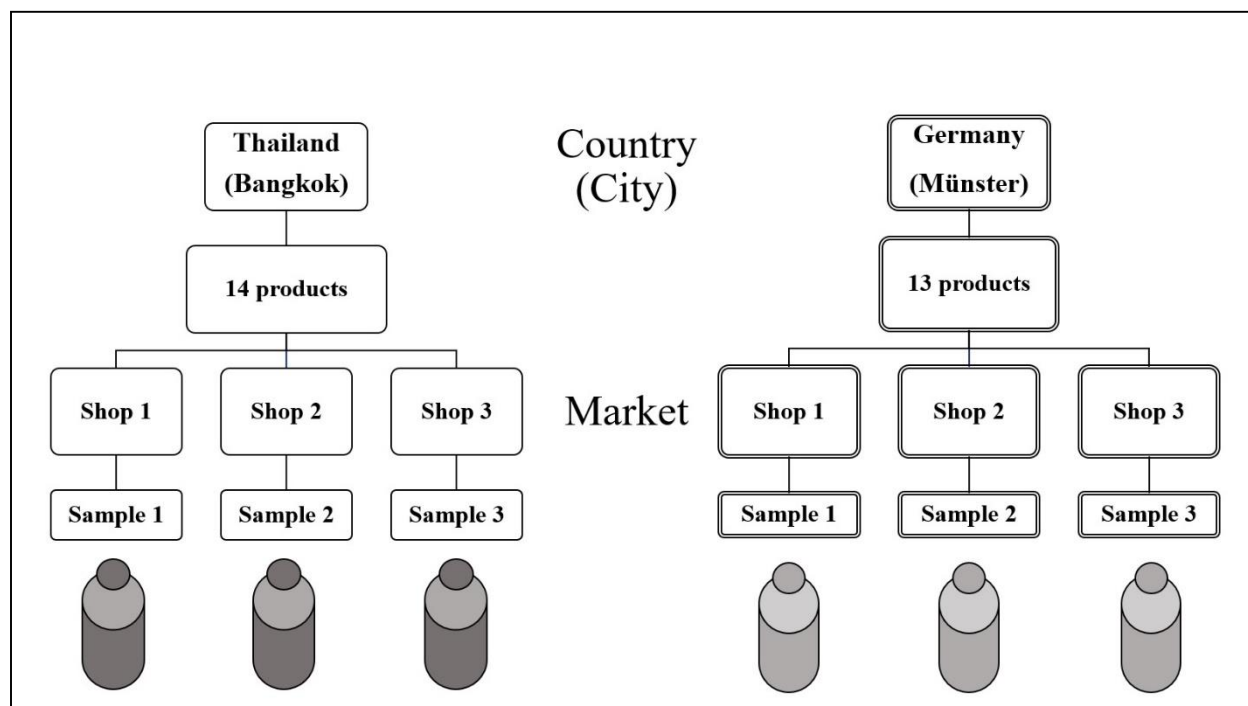 Thailand
(Bangkok)
Country
(City)
Germany
(Münster)
14 products
13 products
Shop 1
Shop 2
Shop 3
Market
Shop 1
Shop 2
Shop 3
Sample 1
Sample 2
Sample 3
Sample 1
Sample 2
Sample 3